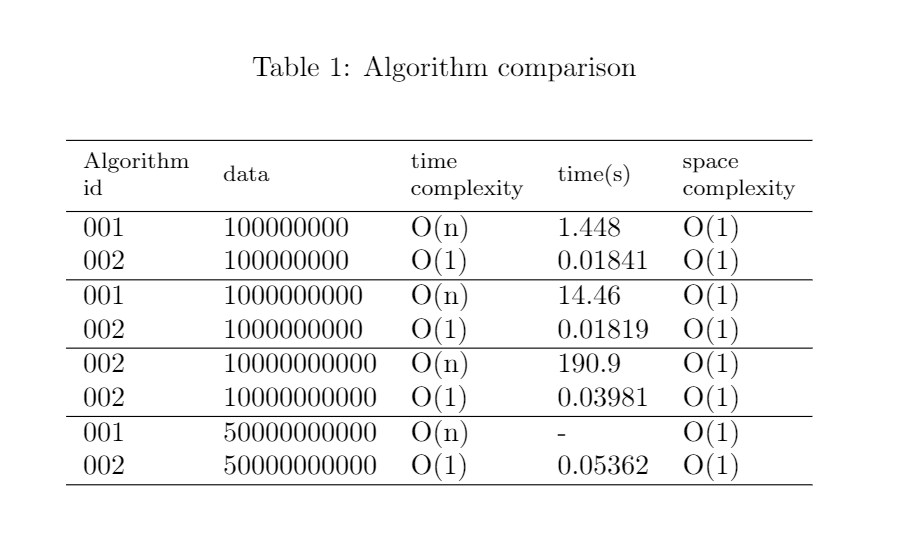 Table 1: Algorithm comparison
Algorithm id data time complexity time(s) space complexity
001 100000000 O(n) 1.448 O(1)
002 100000000 O(1) 0.01841 O(1)
001 1000000000 O(n) 14.46 O(1)
002 1000000000 O(1) 0.01819 O(1)
002 10000000000 O(n) 190.9 O(1)
002 10000000000 O(1) 0.03981 O(1)
001 50000000000 O(n) - O(1)
002 50000000000 O(1) 0.05362 O(1)